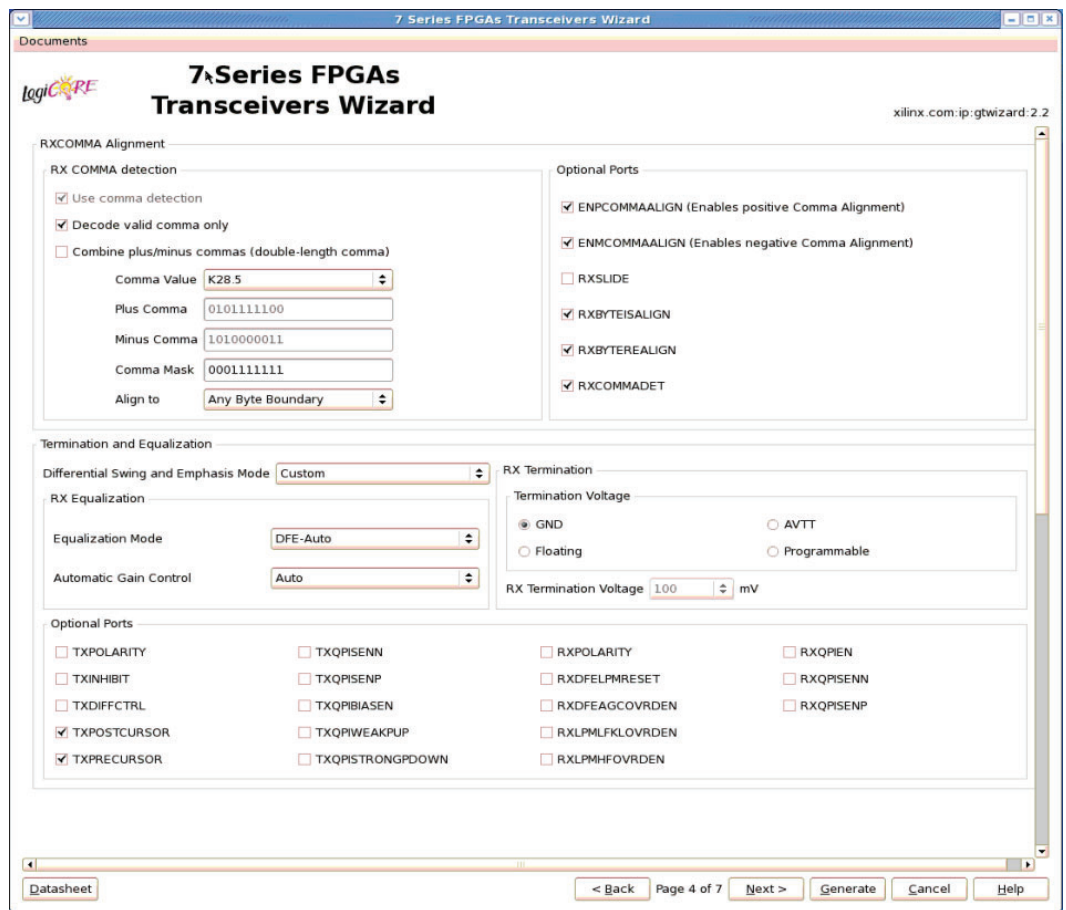 7 Series FPGAs Transceivers Wizard
Documents
logiCORE
7 Series FPGAs
Transceivers Wizard
xilinx.com:ip:gtwizard:2.2
RXCOMMA Alignment
RX COMMA detection
Use comma detection
Decode valid comma only
Combine plus/minus commas (double-length comma)
Comma Value K28.5
Plus Comma 0101111100
Minus Comma 1010000011
Comma Mask 0001111111
Align to Any Byte Boundary
Optional Ports
ENPCOMMAALIGN (Enables positive Comma Alignment)
ENMCOMMAALIGN (Enables negative Comma Alignment)
RXSLIDE
RXBYTEISALIGN
RXBYTEREALIGN
RXCOMMADET
Termination and Equalization
Differential Swing and Emphasis Mode Custom
RX Equalization
Equalization Mode DFE-Auto
Automatic Gain Control Auto
RX Termination
Termination Voltage
GND AVTT
Floating Programmable
RX Termination Voltage 100 mV
Optional Ports
TXPOLARITY TXQPISENN RXPOLARITY RXQPIEN
TXINHIBIT TXQPISENP RXDFELPMRESET RXQPISENN
TXDIFFCTRL TXQPIBIASEN RXDFEAGCOVRDEN RXQPISENP
TXPOSTCURSOR TXQPIWEAKPUP RXLPMLFKLOVRDEN
TXPRECURSOR TXQPISTRONGPDOWN RXLPMHFOVRDEN
Datasheet < Back Page 4 of 7 Next > Generate Cancel Help